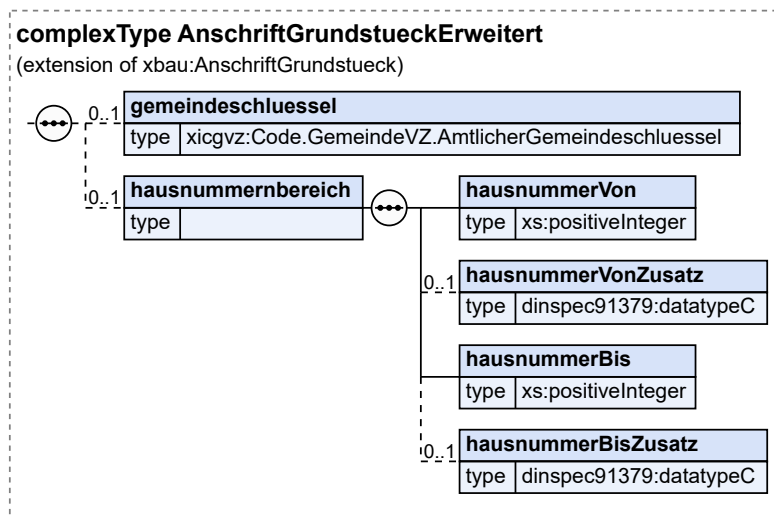 complexType AnschriftGrundstueckErweitert
(extension of xbau:AnschriftGrundstueck)
0..1
gemeindeschluessel
type xicgvz:Code.GemeindeVZ.AmtlicherGemeindeschluessel
0..1
hausnummernbereich
type
hausnummerVon
type xs:positiveInteger
0..1
hausnummerVonZusatz
type dinspec91379:datatypeC
hausnummerBis
type xs:positiveInteger
0..1
hausnummerBisZusatz
type dinspec91379:datatypeC